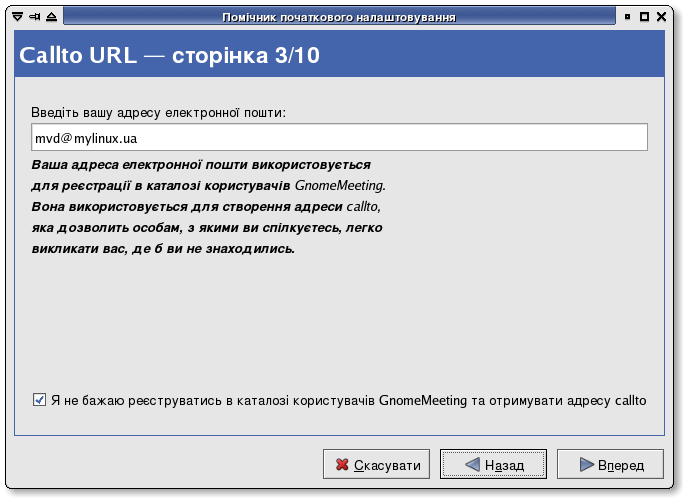 Помічник початкового налаштовування
Callto URL — сторінка 3/10
Введіть вашу адресу електронної пошти:
mvd@mylinux.ua
Ваша адреса електронної пошти використовується
для реєстрації в каталозі користувачів GnomeMeeting.
Вона використовується для створення адреси callto,
яка дозволить особам, з якими ви спілкуєтесь, легко
викликати вас, де б ви не знаходились.
Я не бажаю реєструватись в каталозі користувачів GnomeMeeting та отримувати адресу callto
Скасувати Назад Вперед